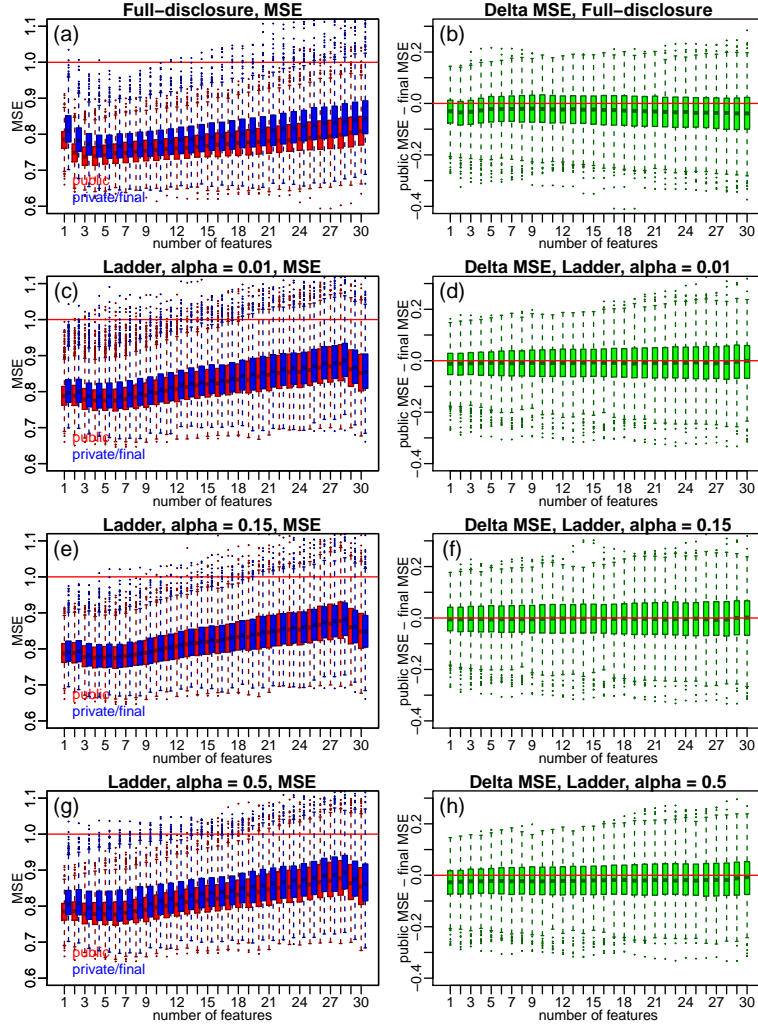 Full−disclosure, MSE
(a)
MSE
0.6 0.7 0.8 0.9 1.0 1.1
public
private/final
1 3 5 7 9 12 15 18 21 24 27 30
number of features
Delta MSE, Full−disclosure
(b)
public MSE − final MSE
−0.4 −0.2 0.0 0.2
1 3 5 7 9 12 15 18 21 24 27 30
number of features
Ladder, alpha = 0.01, MSE
(c)
MSE
0.6 0.7 0.8 0.9 1.0 1.1
public
private/final
1 3 5 7 9 12 15 18 21 24 27 30
number of features
Delta MSE, Ladder, alpha = 0.01
(d)
public MSE − final MSE
−0.4 −0.2 0.0 0.2
1 3 5 7 9 12 15 18 21 24 27 30
number of features
Ladder, alpha = 0.15, MSE
(e)
MSE
0.6 0.7 0.8 0.9 1.0 1.1
public
private/final
1 3 5 7 9 12 15 18 21 24 27 30
number of features
Delta MSE, Ladder, alpha = 0.15
(f)
public MSE − final MSE
−0.4 −0.2 0.0 0.2
1 3 5 7 9 12 15 18 21 24 27 30
number of features
Ladder, alpha = 0.5, MSE
(g)
MSE
0.6 0.7 0.8 0.9 1.0 1.1
public
private/final
1 3 5 7 9 12 15 18 21 24 27 30
number of features
Delta MSE, Ladder, alpha = 0.5
(h)
public MSE − final MSE
−0.4 −0.2 0.0 0.2
1 3 5 7 9 12 15 18 21 24 27 30
number of features